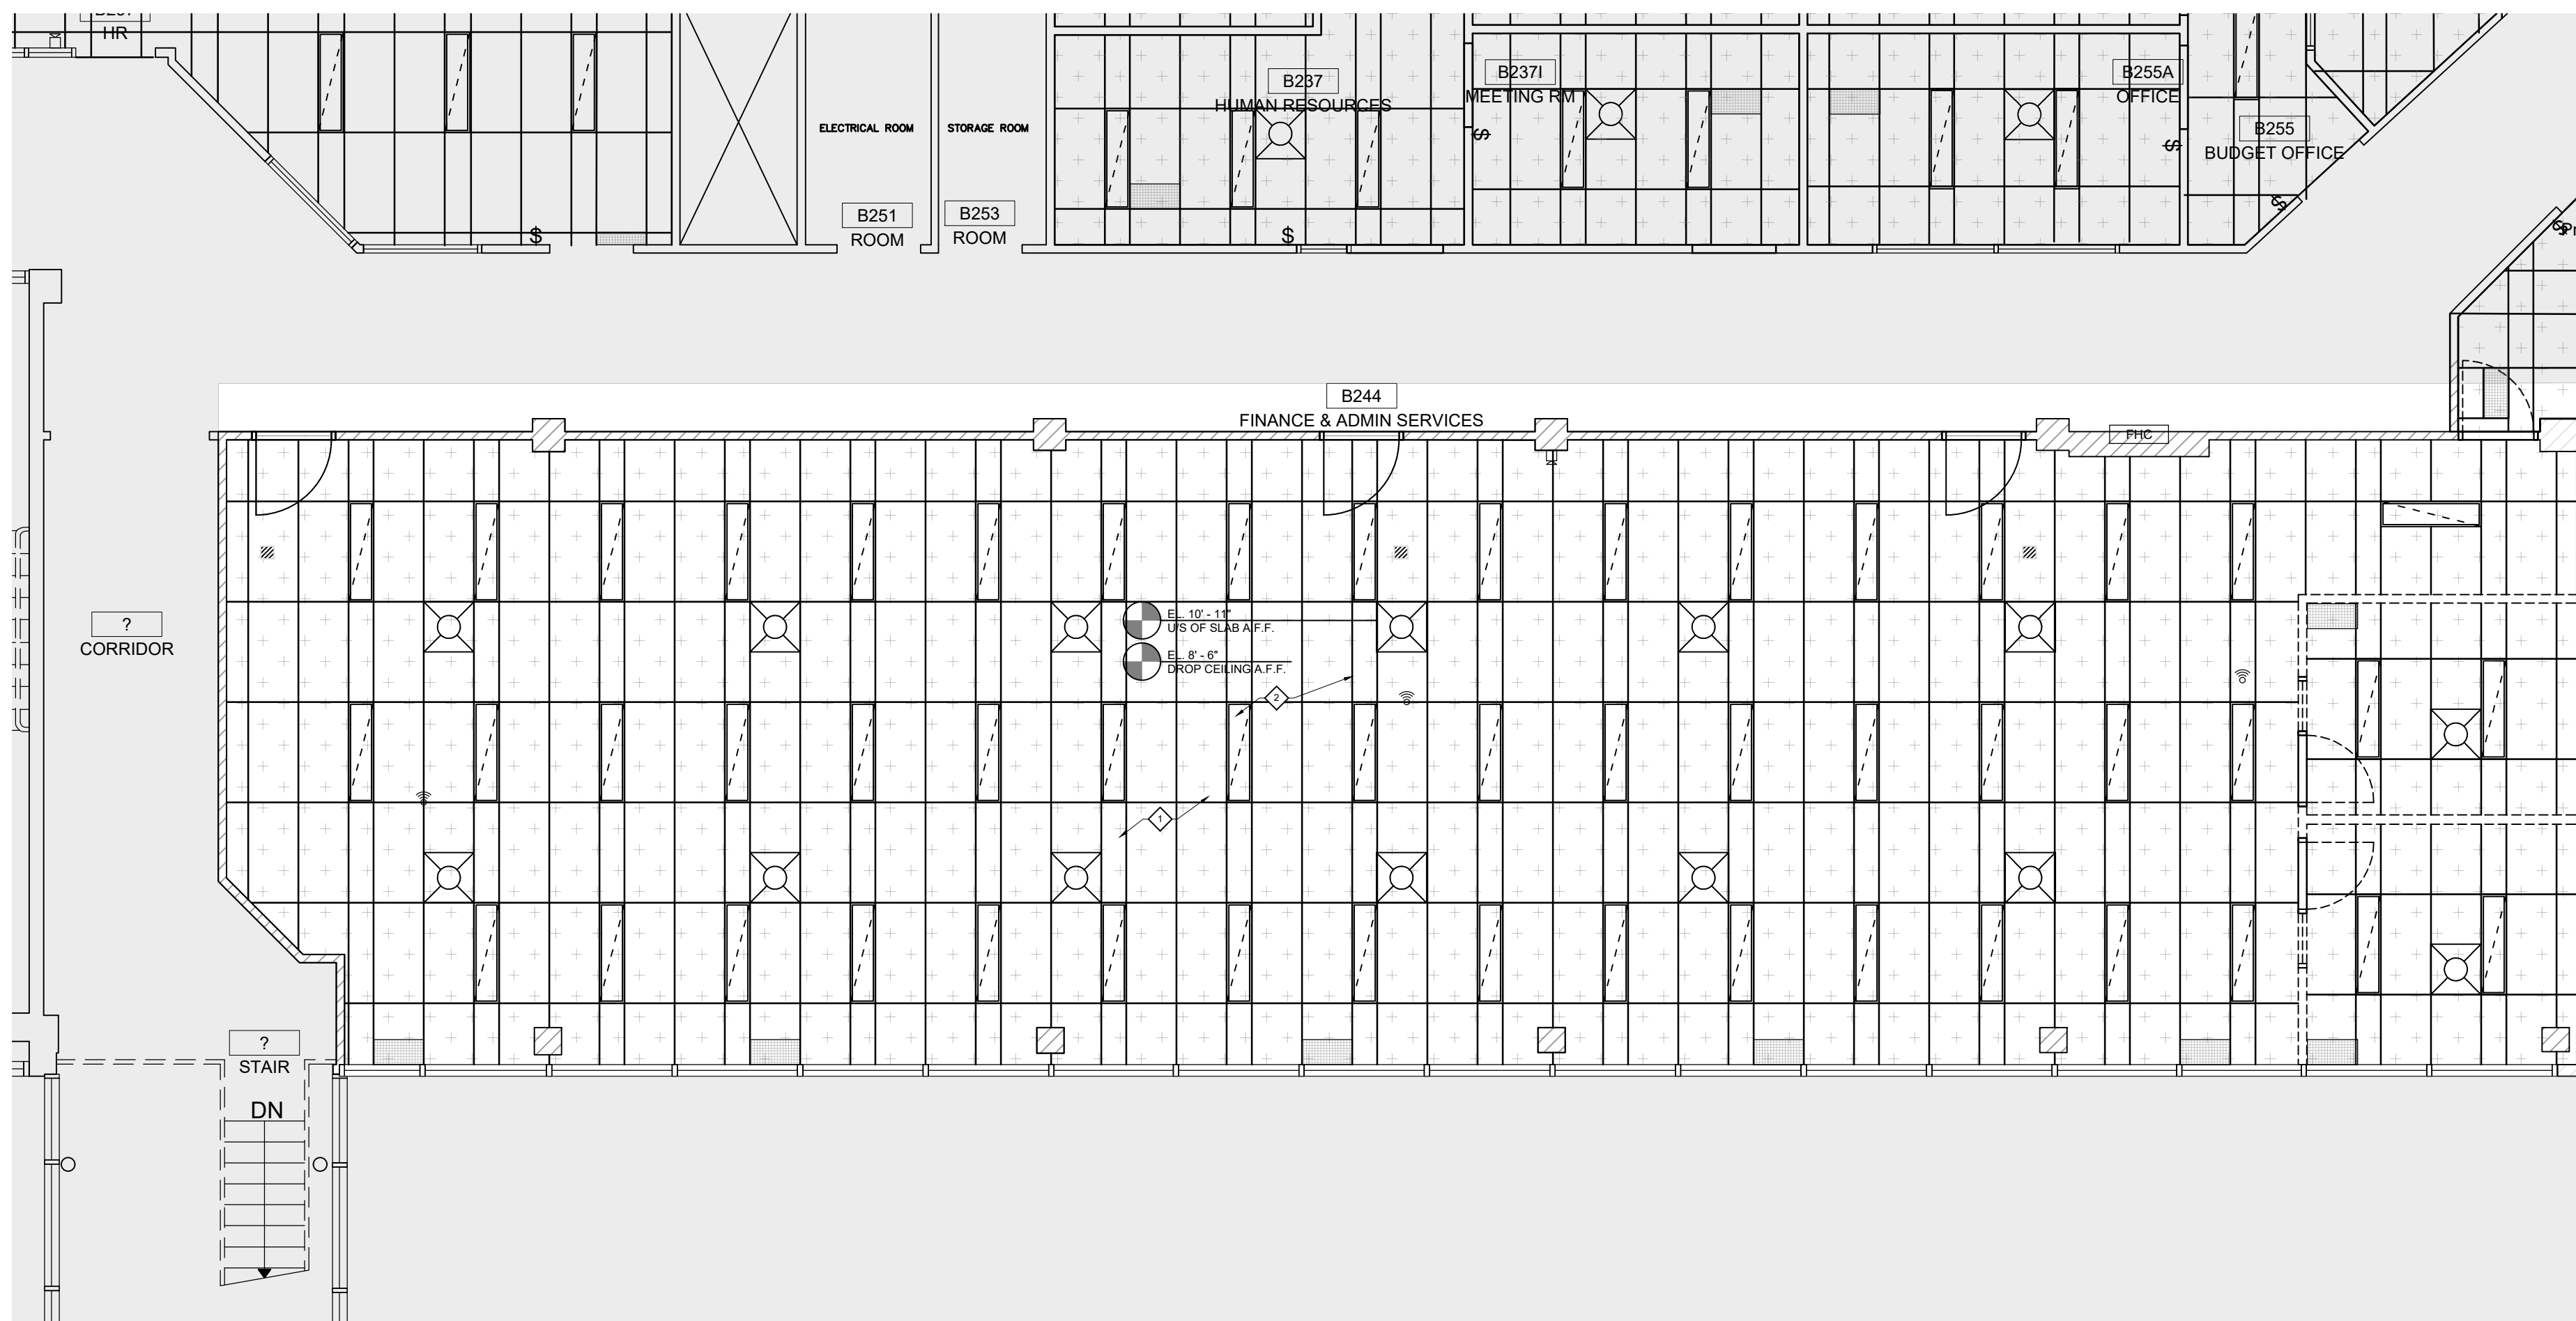 HR
B237
HUMAN RESOURCES
B237I
MEETING RM
B255A
OFFICE
B255
BUDGET OFFICE
ELECTRICAL ROOM
STORAGE ROOM
B251
ROOM
B253
ROOM
$
$
$
$
$
$
B244
FINANCE & ADMIN SERVICES
FHC
?
CORRIDOR
EL. 10' - 11"
U/S OF SLAB A.F.F.
EL. 8' - 6"
DROP CEILING A.F.F.
2
1
?
STAIR
DN